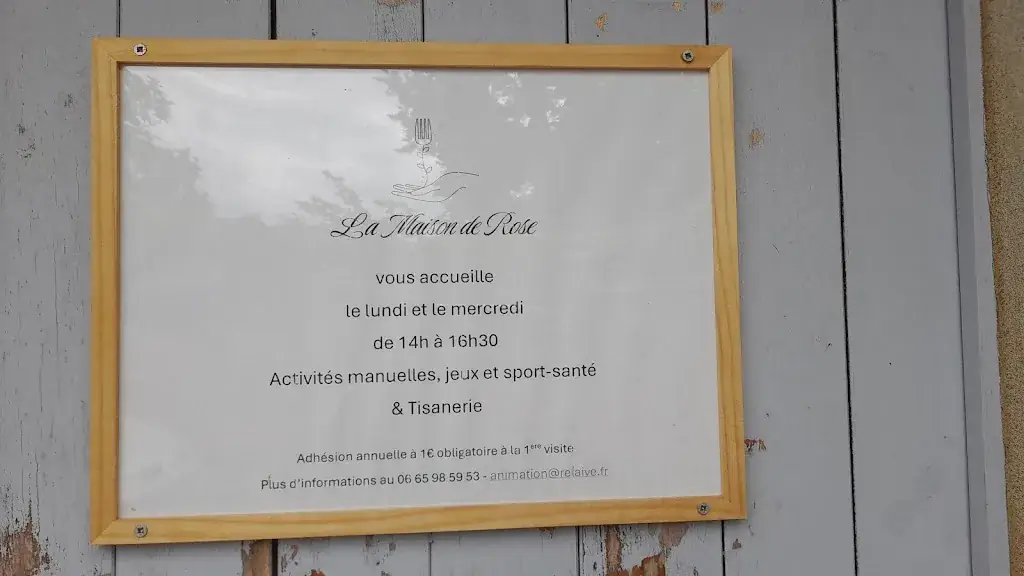 La Maison de Rose
vous accueille
le lundi et le mercredi
de 14h à 16h30
Activités manuelles, jeux et sport-santé
& Tisanerie
Adhésion annuelle à 1€ obligatoire à la 1ère visite
Plus d'informations au 06 65 98 59 53 - animation@relaive.fr